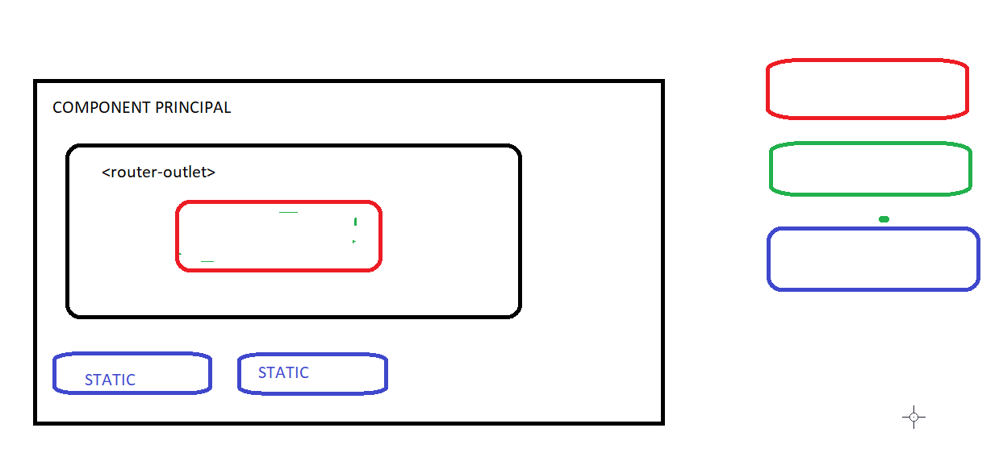 COMPONENT PRINCIPAL
<router-outlet>
STATIC
STATIC